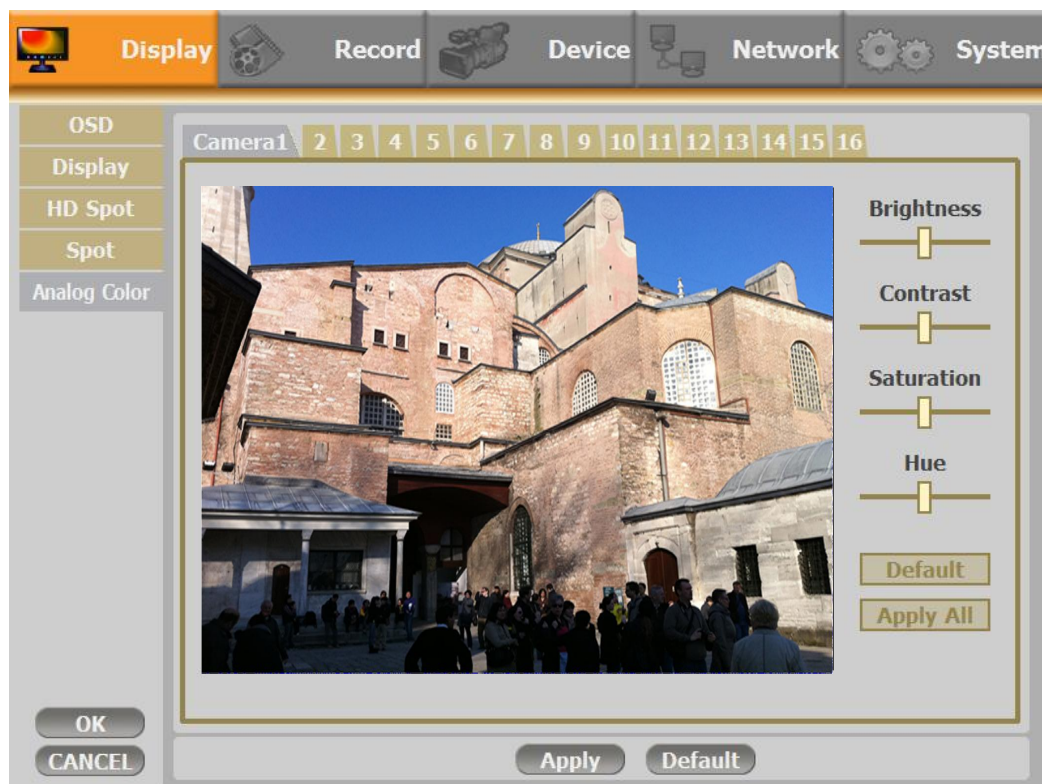 Display Record Device Network System
OSD
Display
HD Spot
Spot
Analog Color
Camera1 2 3 4 5 6 7 8 9 10 11 12 13 14 15 16
Brightness
Contrast
Saturation
Hue
Default
Apply All
OK
CANCEL
Apply Default